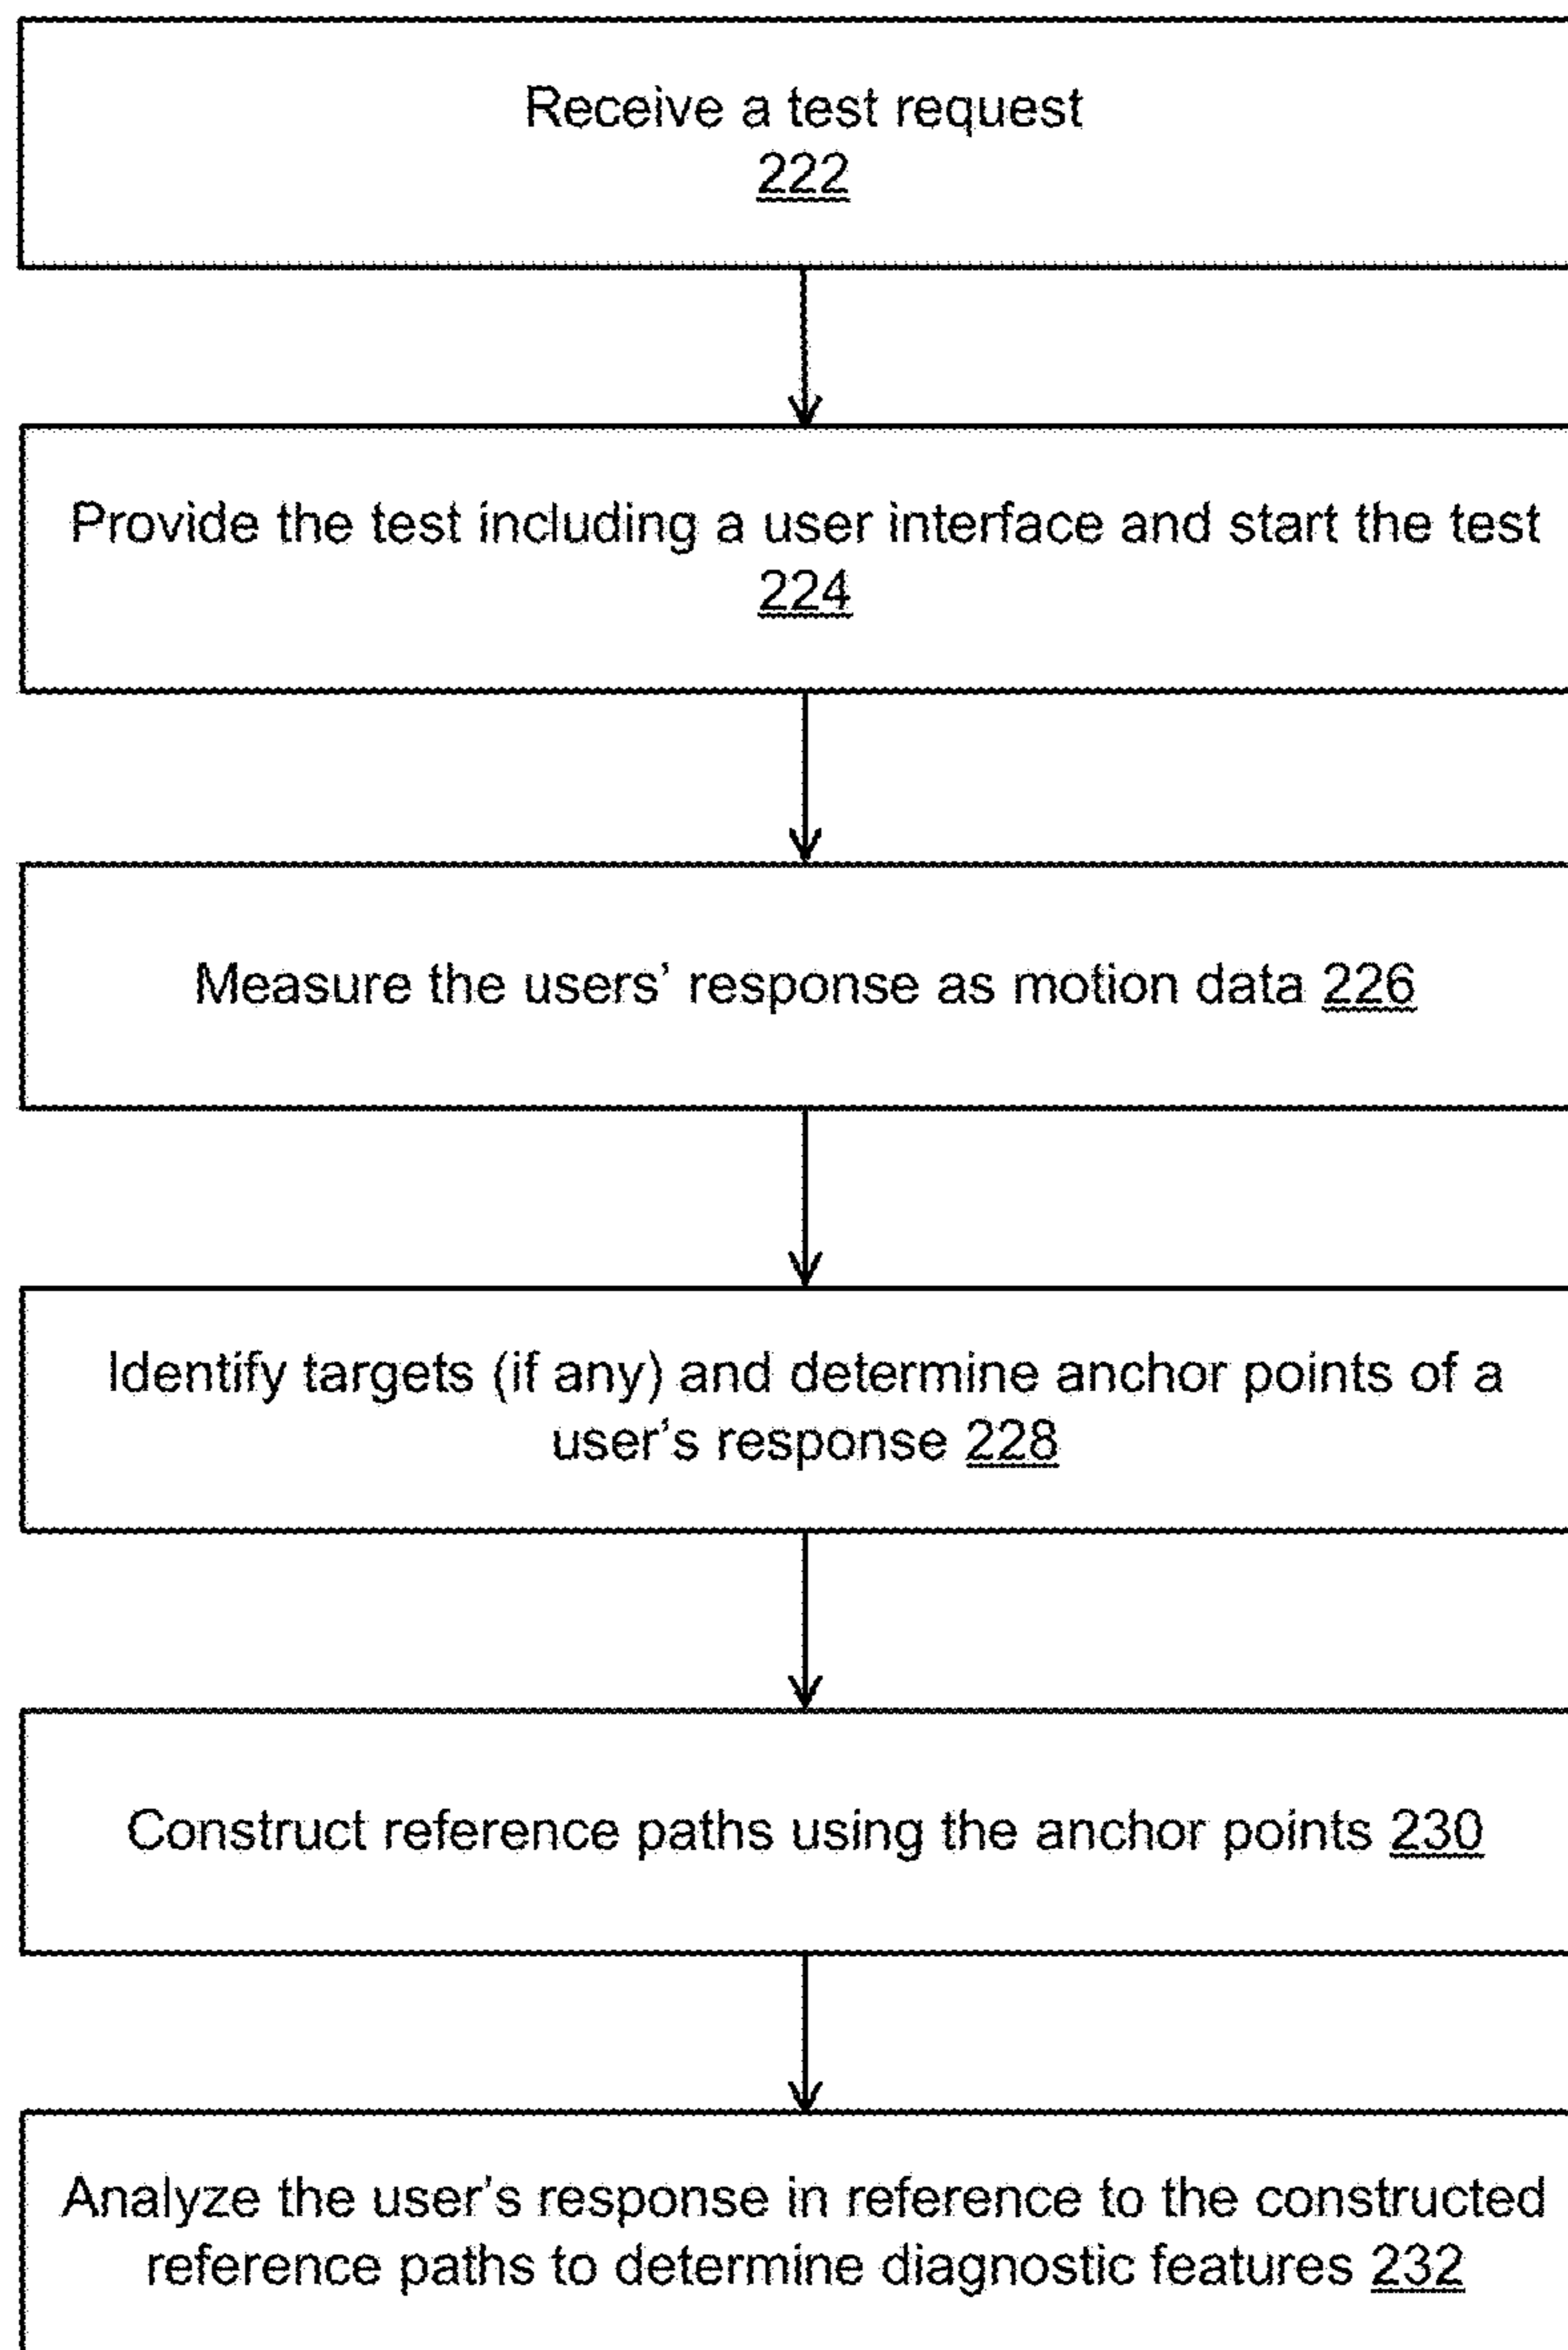 Receive a test request
222
Provide the test including a user interface and start the test
224
Measure the users’ response as motion data 226
Identify targets (if any) and determine anchor points of a
user’s response 228
Construct reference paths using the anchor points 230
Analyze the user’s response in reference to the constructed
reference paths to determine diagnostic features 232